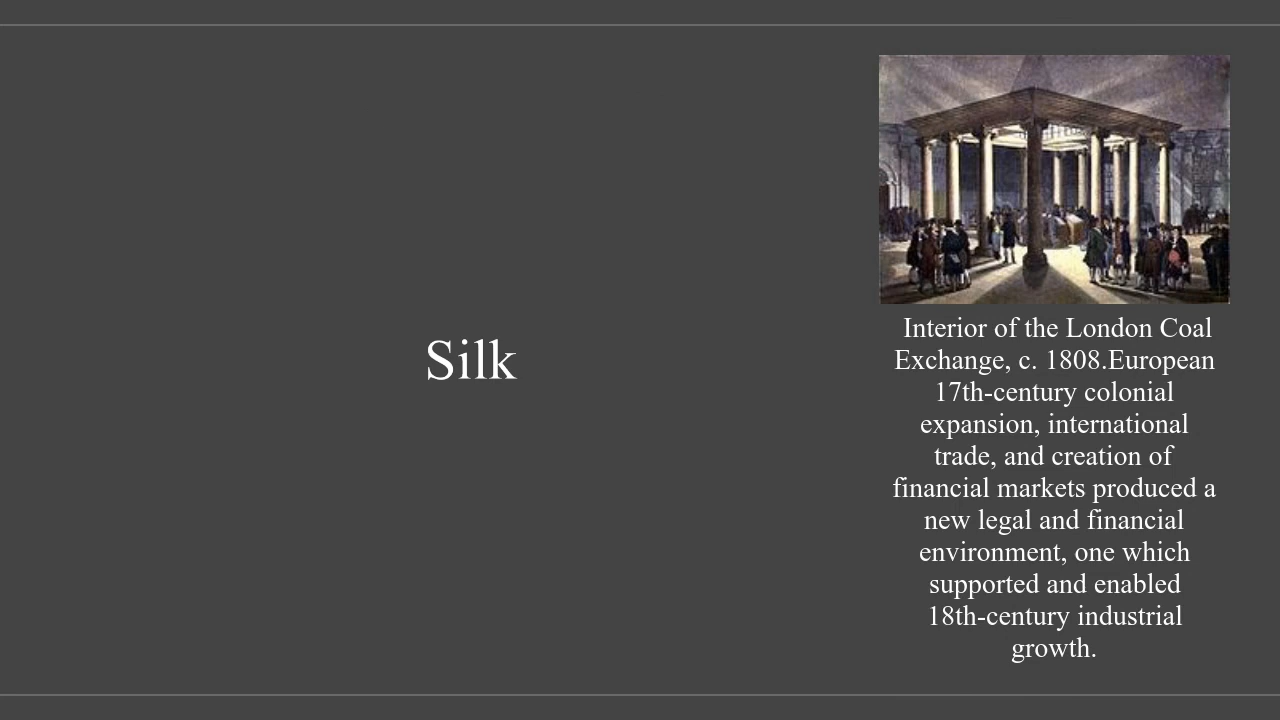 Silk
Interior of the London Coal
Exchange, c. 1808.European
17th-century colonial
expansion, international
trade, and creation of
financial markets produced a
new legal and financial
environment, one which
supported and enabled
18th-century industrial
growth.